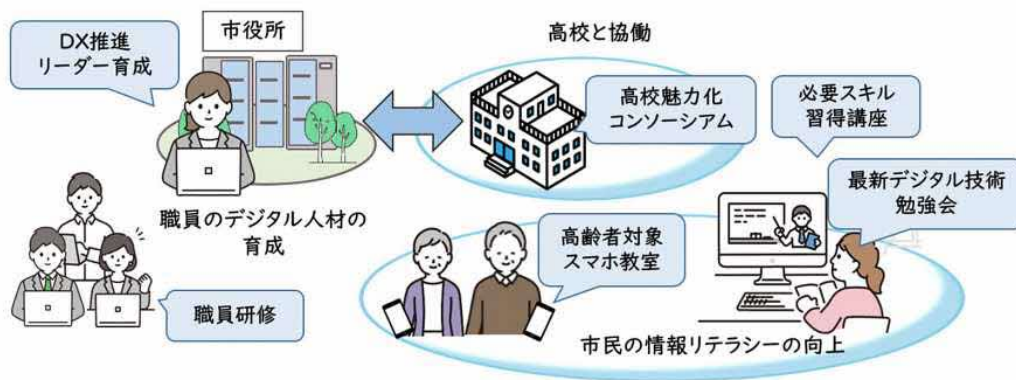 DX推進
リーダー育成
市役所
高校と協働
高校魅力化
コンソーシアム
必要スキル
習得講座
最新デジタル技術
勉強会
職員のデジタル人材の
育成
高齢者対象
スマホ教室
職員研修
市民の情報リテラシーの向上